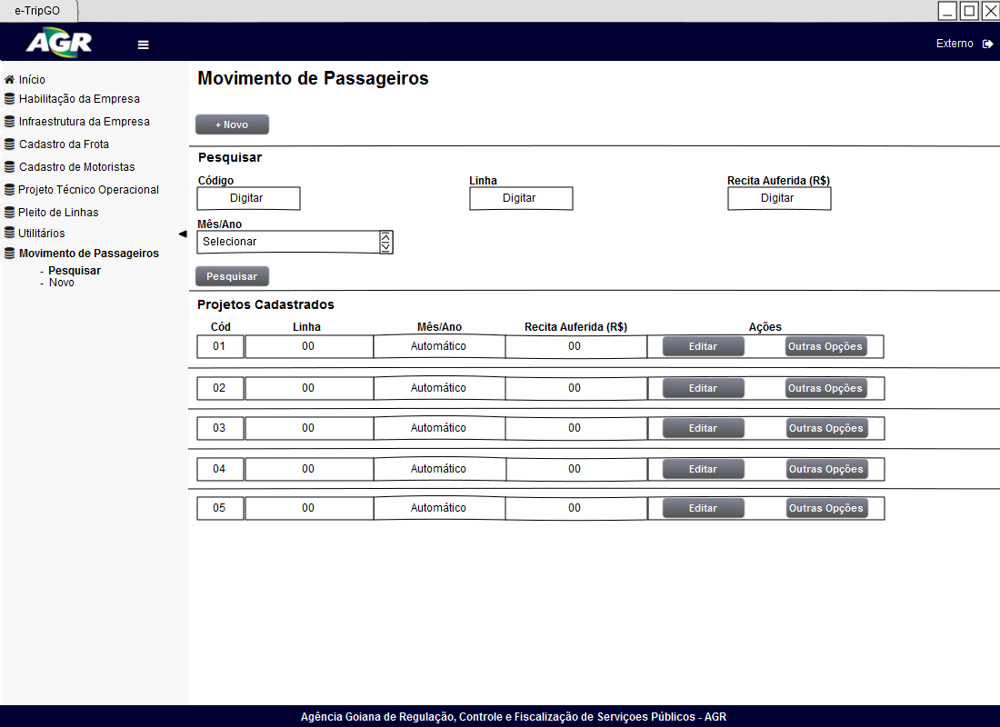 e-TripGO
AGR
Externo
Início
Habilitação da Empresa
Infraestrutura da Empresa
Cadastro da Frota
Cadastro de Motoristas
Projeto Técnico Operacional
Pleito de Linhas
Utilitários
Movimento de Passageiros
- Pesquisar
- Novo
Movimento de Passageiros
+ Novo
Pesquisar
Código Linha Recita Auferida (R$)
Digitar Digitar Digitar
Mês/Ano
Selecionar
Pesquisar
Projetos Cadastrados
Cód Linha Mês/Ano Recita Auferida (R$) Ações
01 00 Automático 00 Editar Outras Opções
02 00 Automático 00 Editar Outras Opções
03 00 Automático 00 Editar Outras Opções
04 00 Automático 00 Editar Outras Opções
05 00 Automático 00 Editar Outras Opções
Agência Goiana de Regulação, Controle e Fiscalização de Serviçoes Públicos - AGR